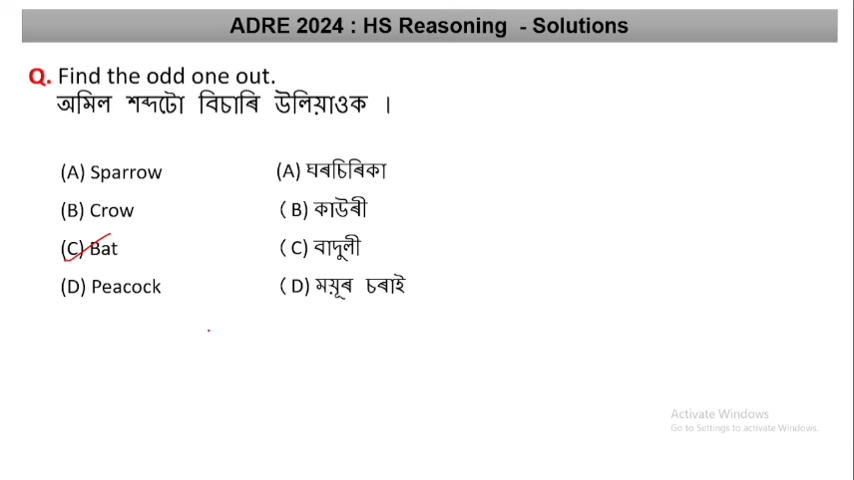 ADRE 2024 : HS Reasoning - Solutions
Q. Find the odd one out.
অমিল শব্দটো বিচাৰি উলিয়াওক ।
(A) Sparrow (A) ঘৰচিৰিকা
(B) Crow ( B) কাউৰী
(C) Bat ( C) বাদুলী
(D) Peacock ( D) ময়ূৰ চৰাই
Activate Windows
Go to Settings to activate Windows.